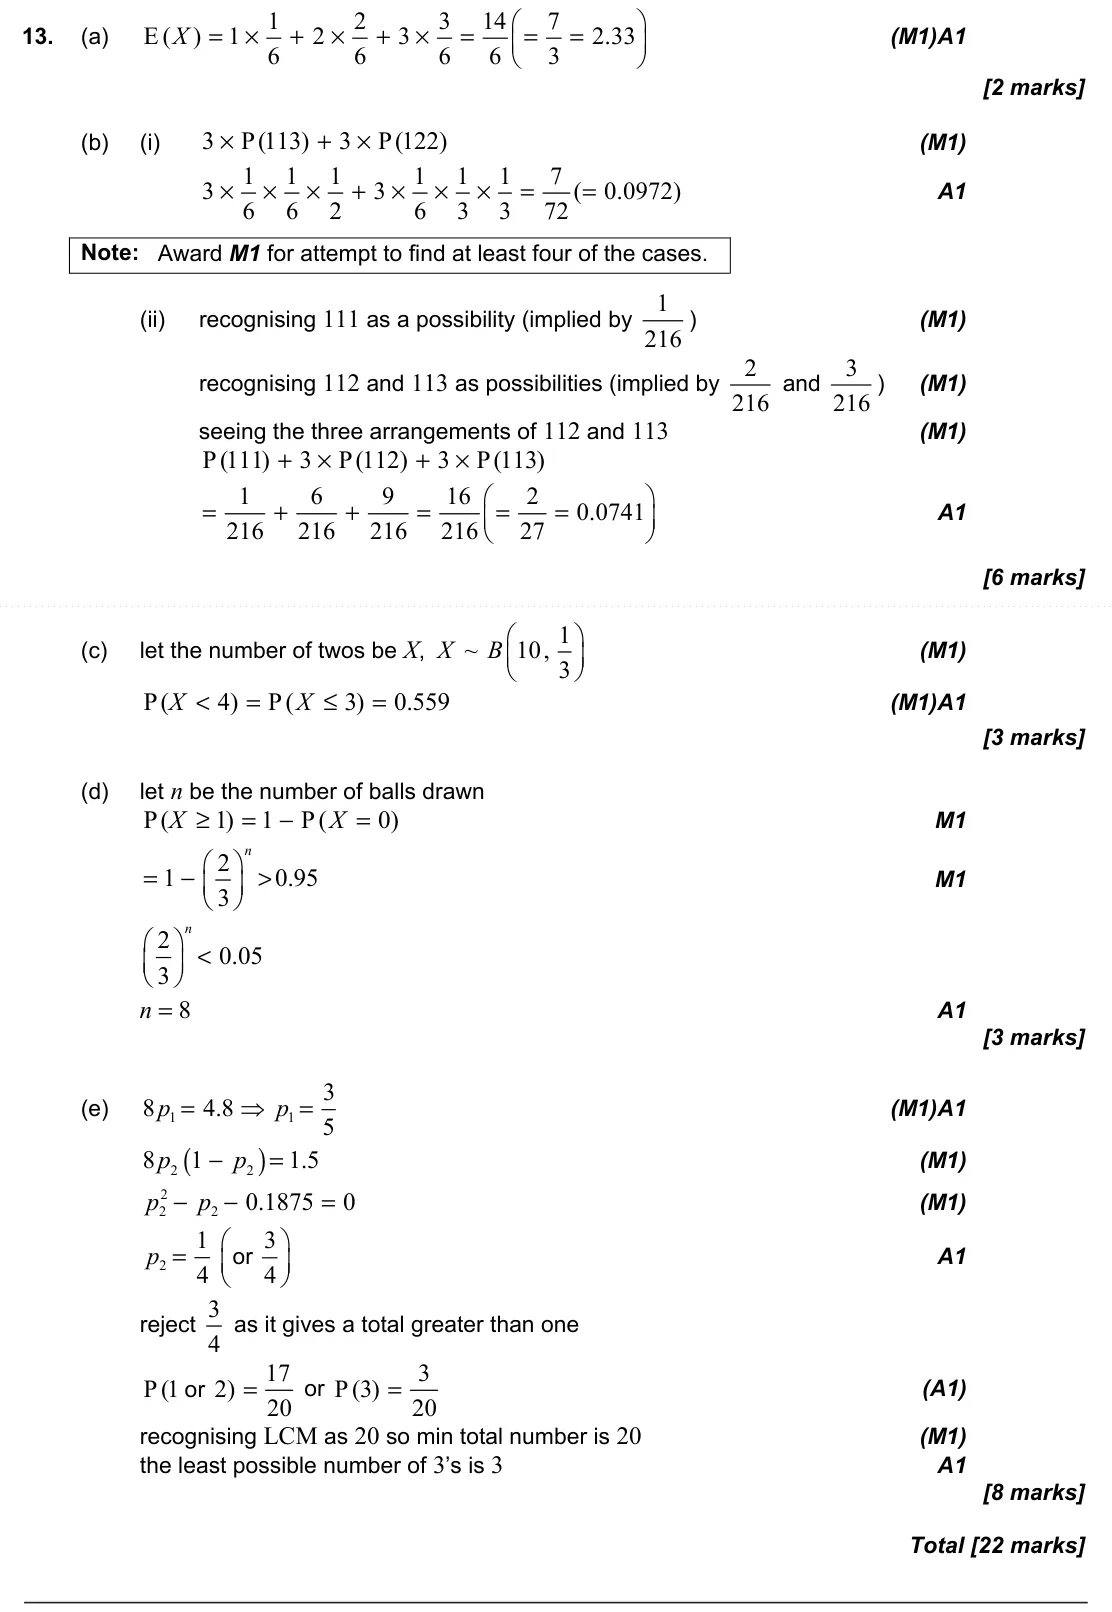 13. (a) E(X) = 1 × 1/6 + 2 × 2/6 + 3 × 3/6 = 14/6 (= 7/3 = 2.33) (M1)A1
[2 marks]
(b) (i) 3 × P(113) + 3 × P(122) (M1)
3 × 1/6 × 1/6 × 1/2 + 3 × 1/6 × 1/3 × 1/3 = 7/72 (= 0.0972) A1
Note: Award M1 for attempt to find at least four of the cases.
(ii) recognising 111 as a possibility (implied by 1/216) (M1)
recognising 112 and 113 as possibilities (implied by 2/216 and 3/216) (M1)
seeing the three arrangements of 112 and 113 (M1)
P(111) + 3 × P(112) + 3 × P(113)
= 1/216 + 6/216 + 9/216 = 16/216 (= 2/27 = 0.0741) A1
[6 marks]
(c) let the number of twos be X, X ~ B(10, 1/3) (M1)
P(X < 4) = P(X ≤ 3) = 0.559 (M1)A1
[3 marks]
(d) let n be the number of balls drawn
P(X ≥ 1) = 1 − P(X = 0) M1
= 1 − (2/3)^n > 0.95 M1
(2/3)^n < 0.05
n = 8 A1
[3 marks]
(e) 8p₁ = 4.8 ⇒ p₁ = 3/5 (M1)A1
8p₂(1 − p₂) = 1.5 (M1)
p₂² − p₂ − 0.1875 = 0 (M1)
p₂ = 1/4 (or 3/4) A1
reject 3/4 as it gives a total greater than one
P(1 or 2) = 17/20 or P(3) = 3/20 (A1)
recognising LCM as 20 so min total number is 20 (M1)
the least possible number of 3's is 3 A1
[8 marks]
Total [22 marks]